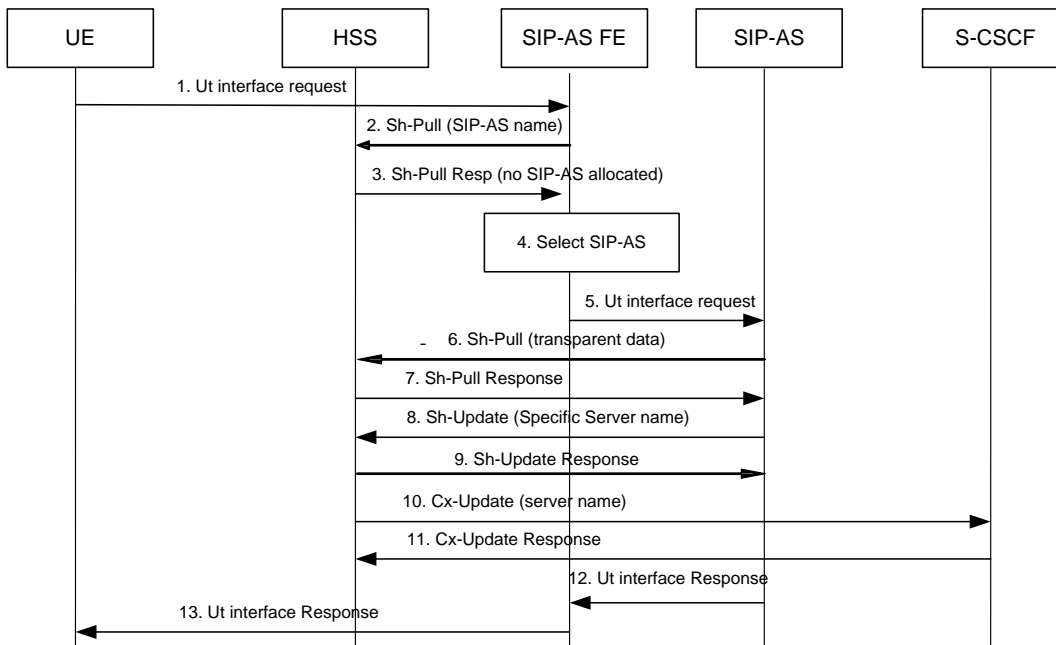 UE
HSS
SIP-AS FE
SIP-AS
S-CSCF
1. Ut interface request
2. Sh-Pull (SIP-AS name)
3. Sh-Pull Resp (no SIP-AS allocated)
4. Select SIP-AS
5. Ut interface request
6. Sh-Pull (transparent data)
7. Sh-Pull Response
8. Sh-Update (Specific Server name)
9. Sh-Update Response
10. Cx-Update (server name)
11. Cx-Update Response
12. Ut interface Response
13. Ut interface Response